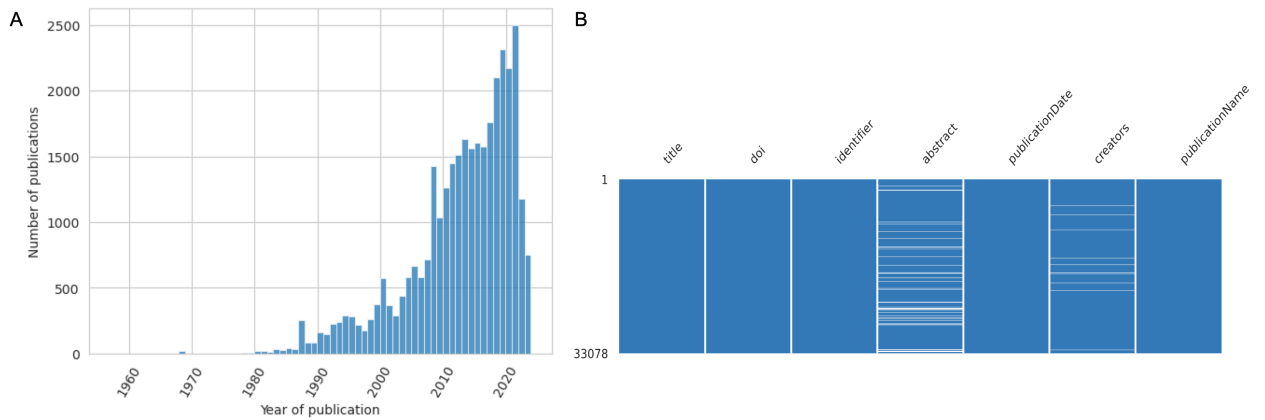 A
Number of publications
2500
2000
1500
1000
500
0
1960
1970
1980
1990
2000
2010
2020
Year of publication
B
title
doi
identifier
abstract
publicationDate
creators
publicationName
1
33078